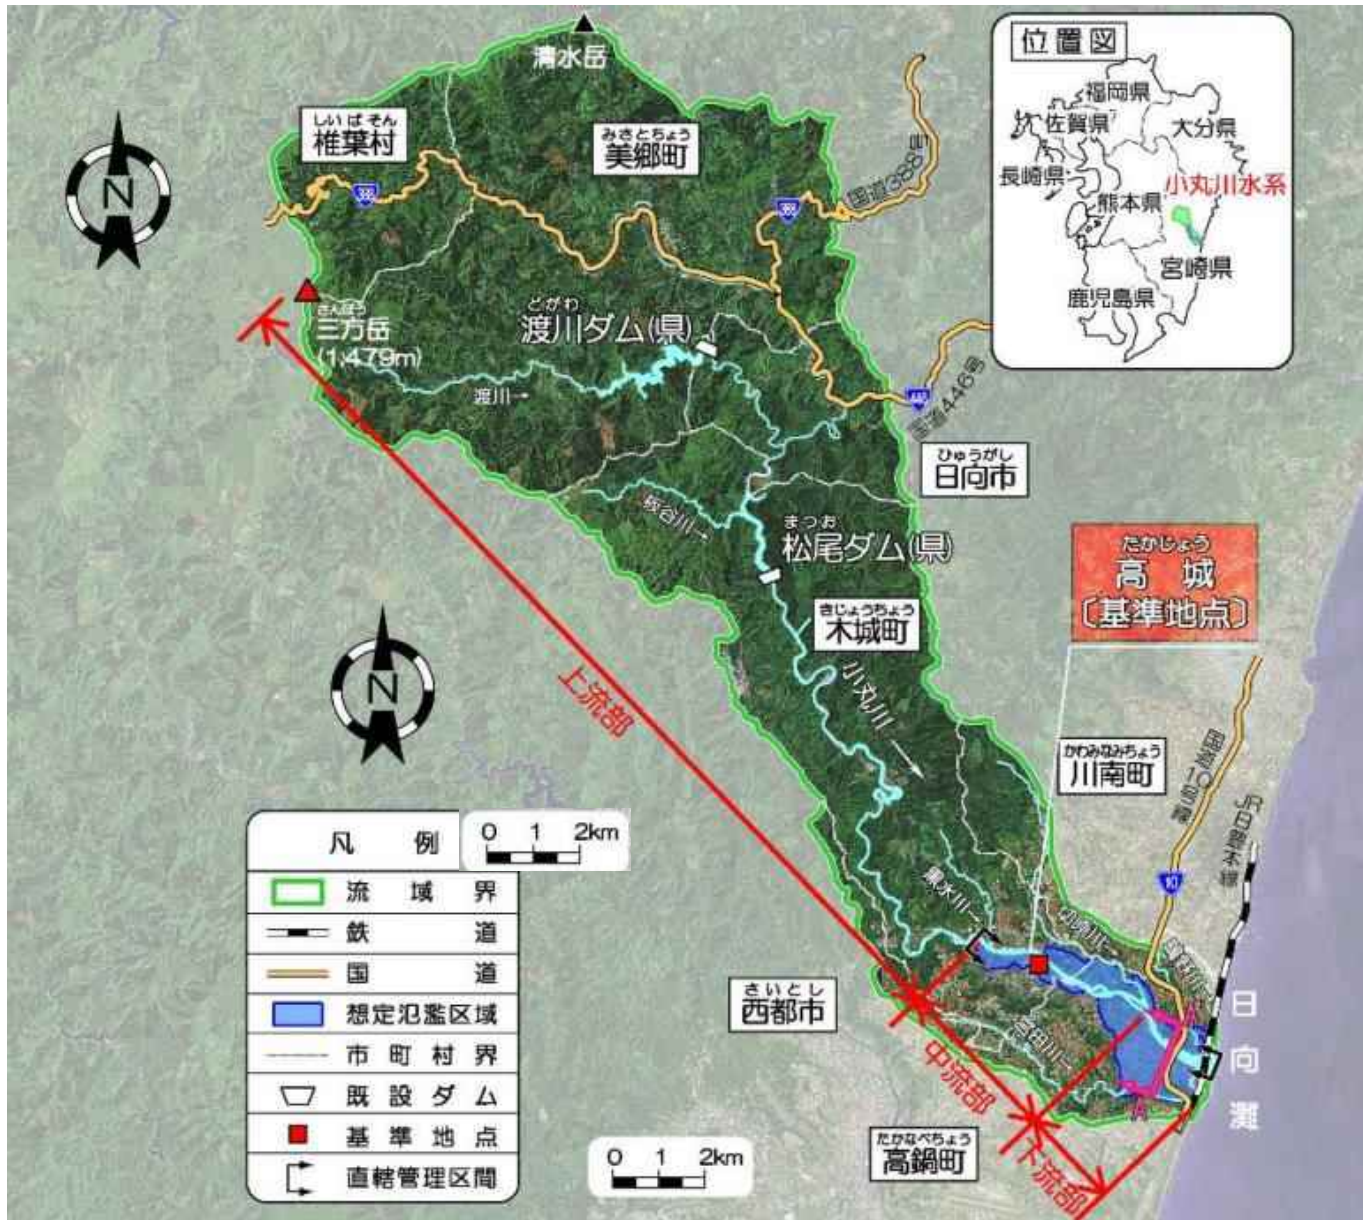 清水岳
位置図
福岡県
佐賀県
大分県
長崎県
小丸川水系
熊本県
宮崎県
鹿児島県
しいばそん
椎葉村
みさとちょう
美郷町
国道388号
388
388
N
さんぽう
三方岳
(1,479m)
とがわ
渡川ダム(県)
渡川→
国道446号
446
ひゅうがし
日向市
板谷川→
まつお
松尾ダム(県)
たかじょう
高城
〔基準地点〕
きじょうちょう
木城町
小丸川
上流部
N
かわみなみちょう
川南町
国道10号線
JR日豊本線
10
凡例
0 1 2km
流域界
鉄道
国道
想定氾濫区域
市町村界
既設ダム
基準地点
直轄管理区間
切原川→
さいとし
西都市
宮田川→
日向灘
中流部
A
たかなべちょう
高鍋町
下流部
0 1 2km